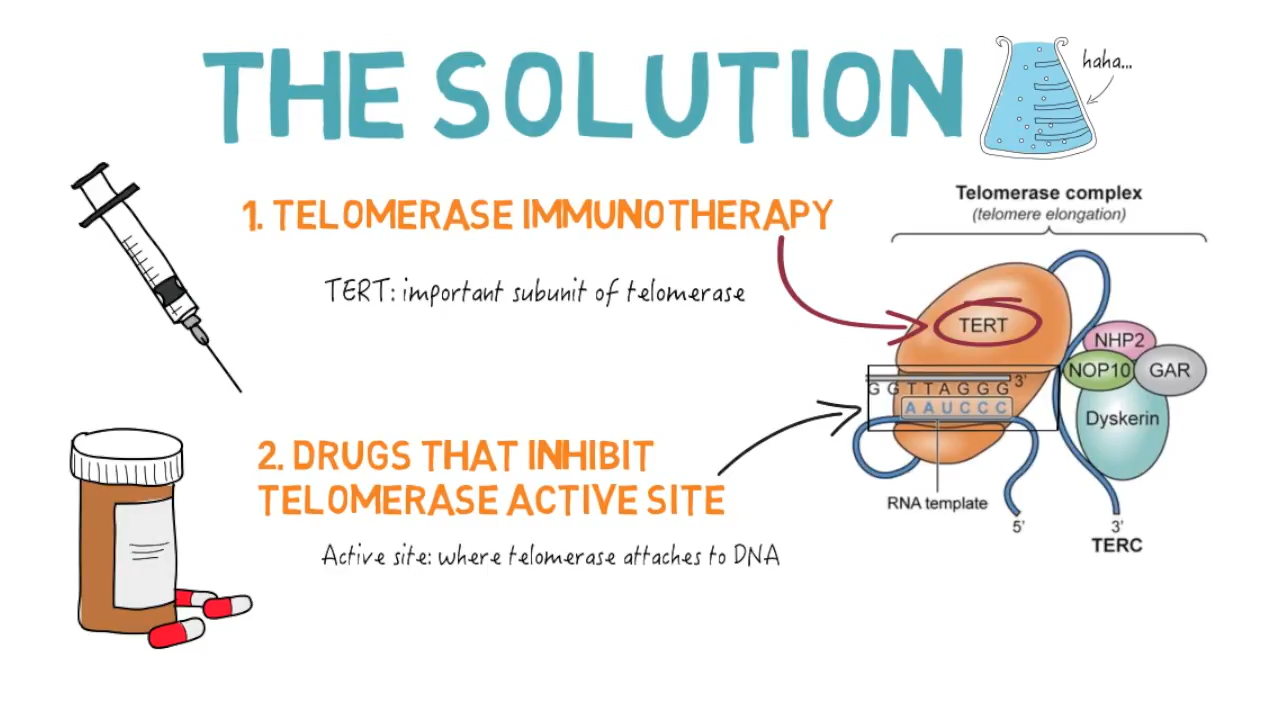 THE SOLUTION
haha...
1. TELOMERASE IMMUNOTHERAPY
TERT: important subunit of telomerase
2. DRUGS THAT INHIBIT
TELOMERASE ACTIVE SITE
Active site: where telomerase attaches to DNA
Telomerase complex
(telomere elongation)
TERT
NHP2
NOP10
GAR
Dyskerin
3'
G G T T A G G G
A A U C C C
RNA template
5'
3'
TERC